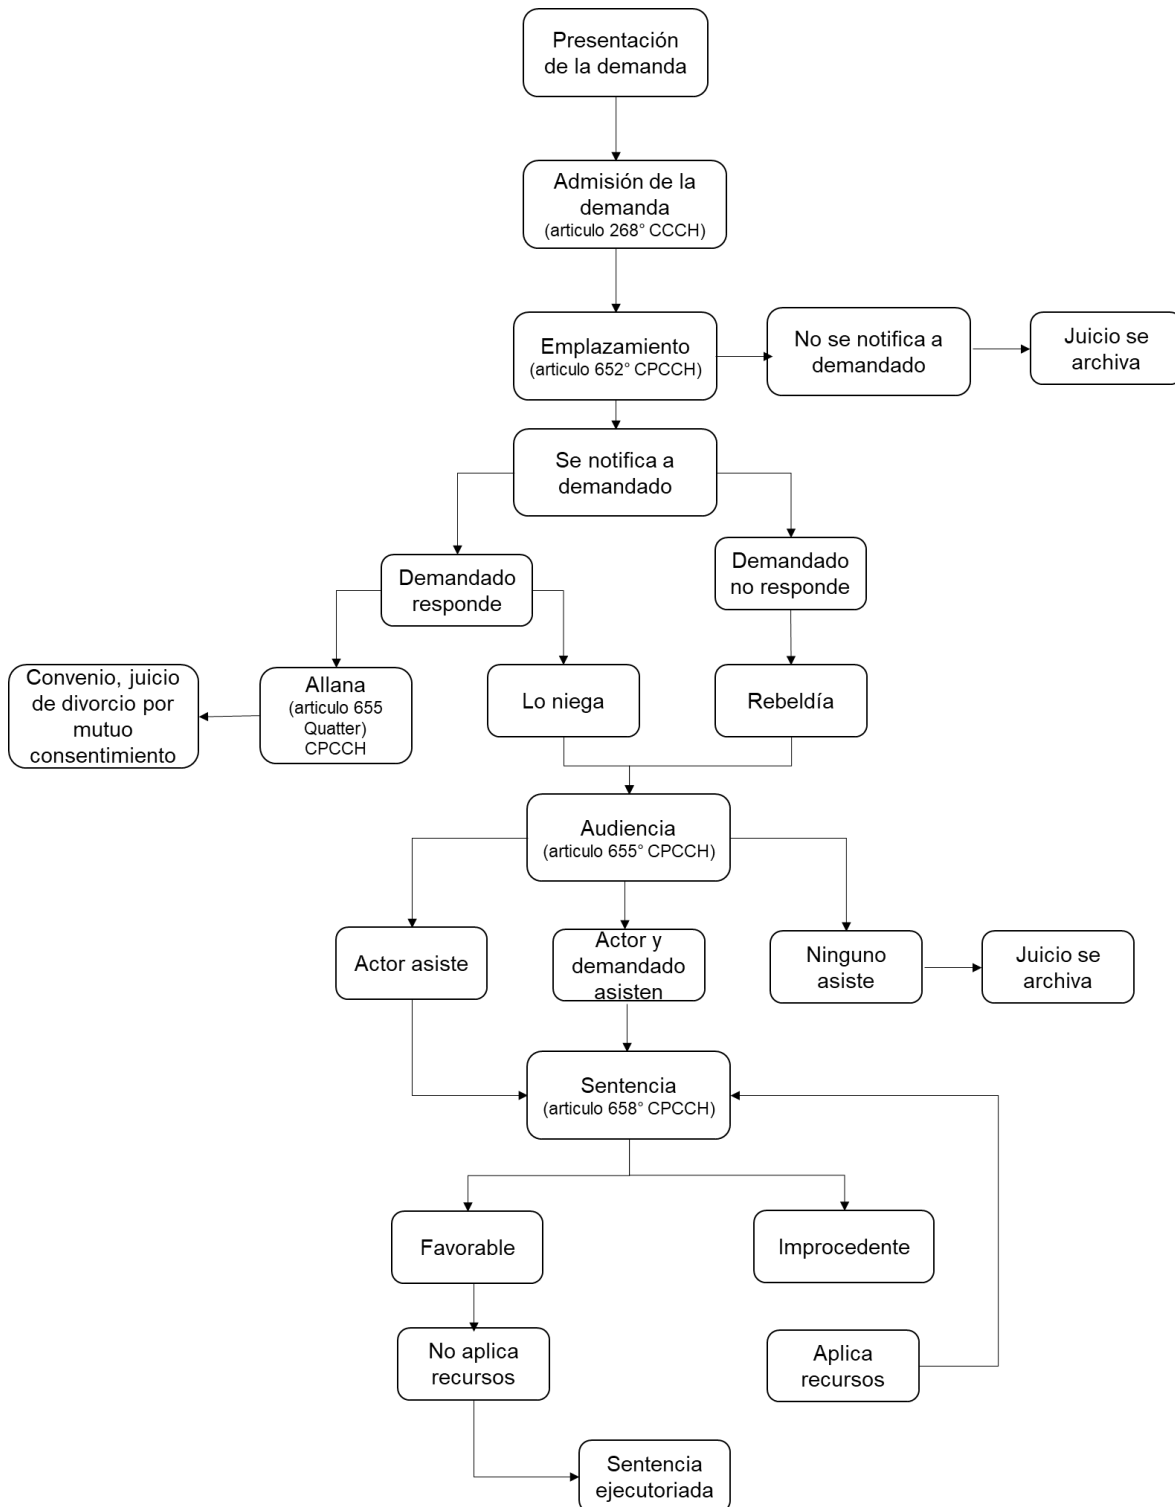 Presentación
de la demanda
Admisión de la
demanda
(articulo 268° CCCH)
Emplazamiento
(articulo 652° CPCCH)
No se notifica a
demandado
Juicio se
archiva
Se notifica a
demandado
Demandado
responde
Demandado
no responde
Convenio, juicio
de divorcio por
mutuo
consentimiento
Allana
(articulo 655
Quatter)
CPCCH
Lo niega
Rebeldía
Audiencia
(articulo 655° CPCCH)
Actor asiste
Actor y
demandado
asisten
Ninguno
asiste
Juicio se
archiva
Sentencia
(articulo 658° CPCCH)
Favorable
Improcedente
No aplica
recursos
Aplica
recursos
Sentencia
ejecutoriada